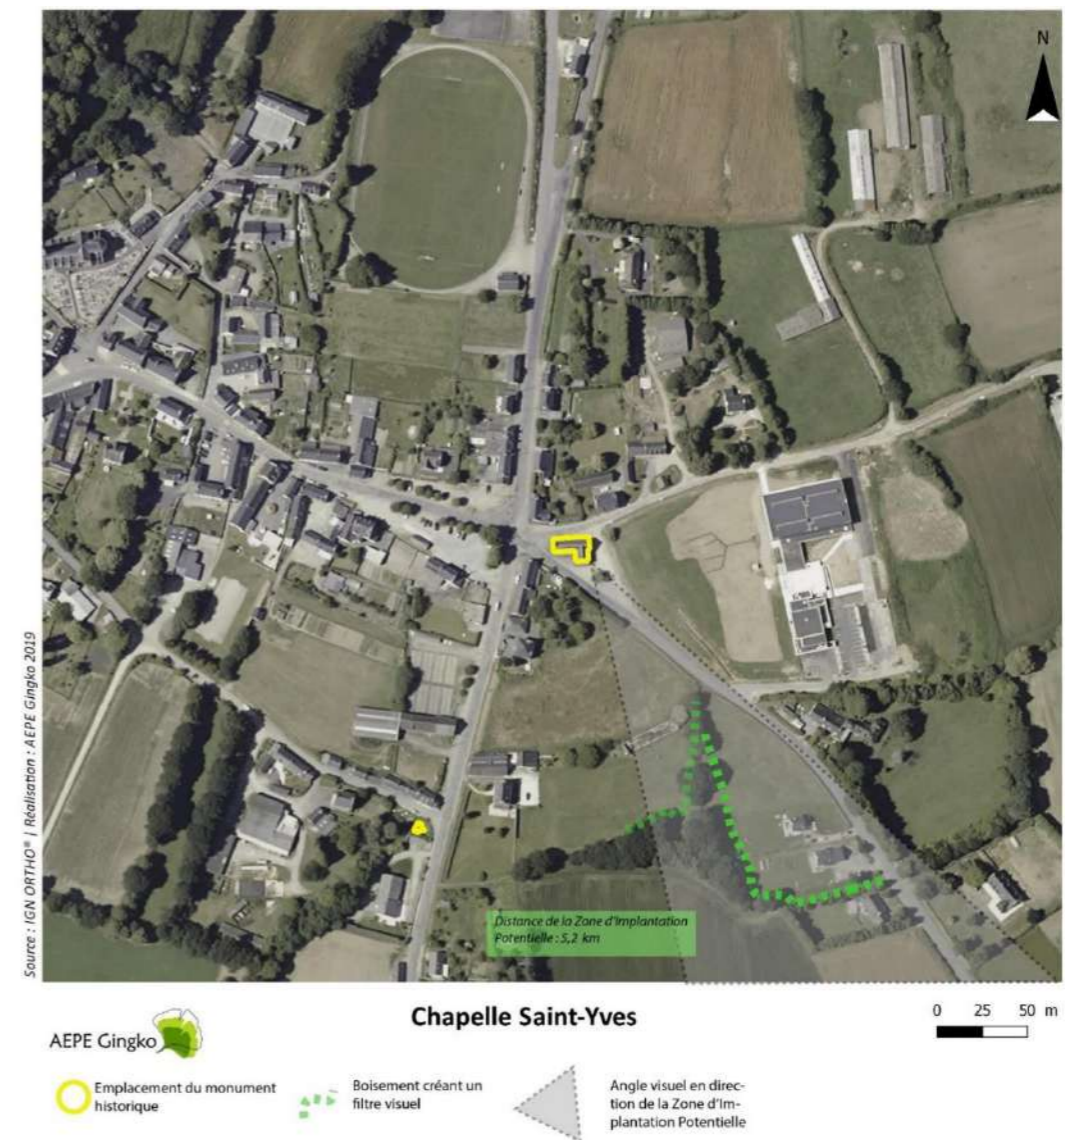 N
Source : IGN ORTHO® | Réalisation : AEPE Gingko 2019
Distance de la Zone d'Implantation
Potentielle : 5,2 km
Chapelle Saint-Yves
0 25 50 m
AEPE Gingko
Emplacement du monument
historique
Boisement créant un
filtre visuel
Angle visuel en direc-
tion de la Zone d'Im-
plantation Potentielle